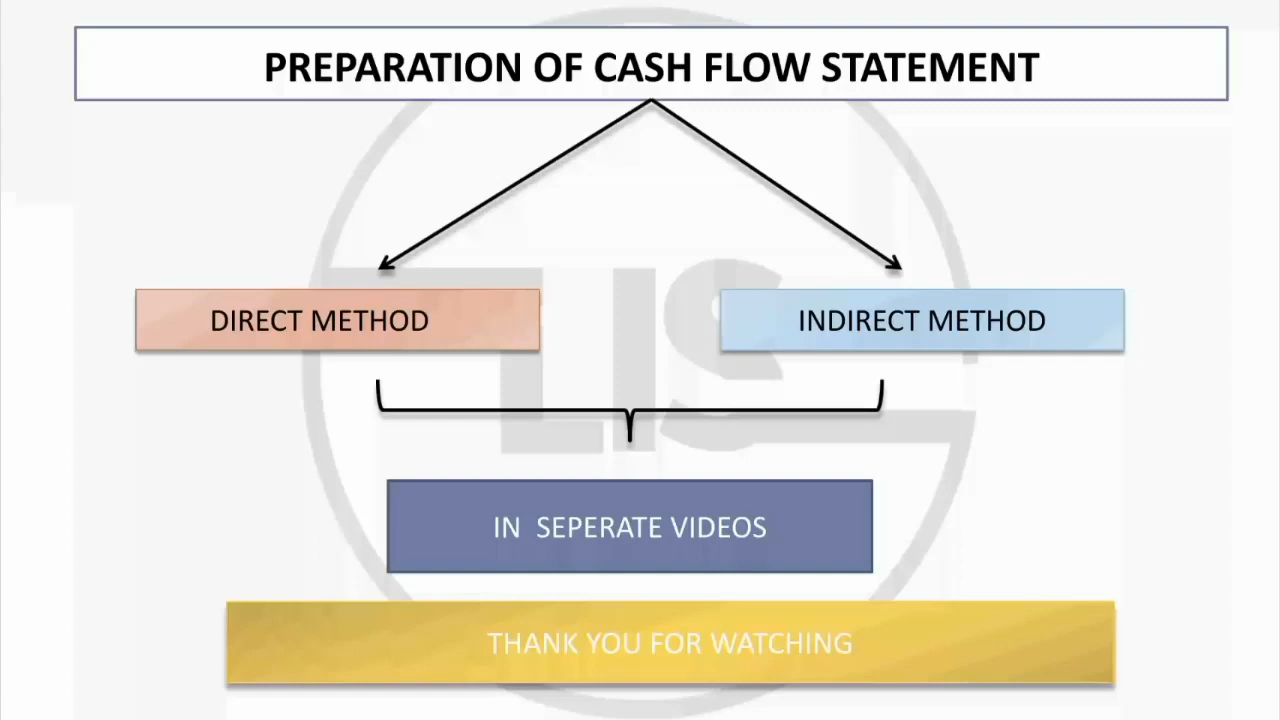 PREPARATION OF CASH FLOW STATEMENT
DIRECT METHOD
INDIRECT METHOD
IN SEPERATE VIDEOS
THANK YOU FOR WATCHING